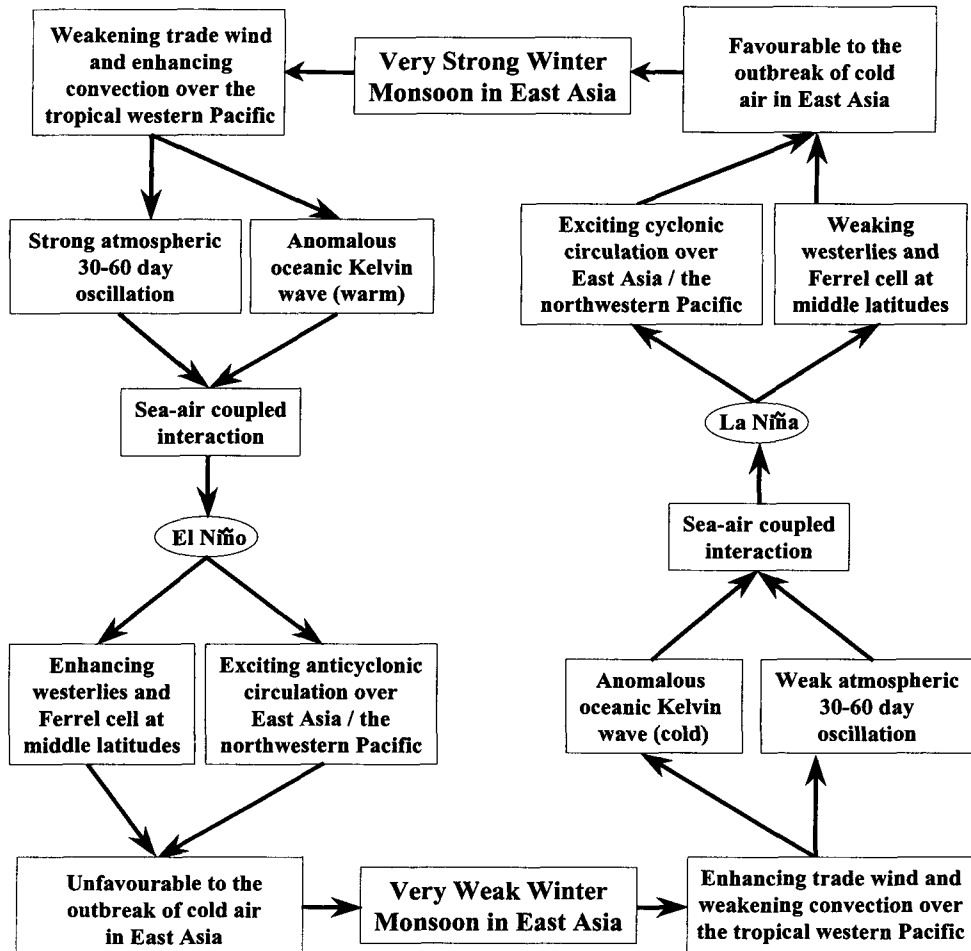 Weakening trade wind
and enhancing
convection over the
tropical western Pacific
Very Strong Winter
Monsoon in East Asia
Favourable to the
outbreak of cold
air in East Asia
Strong atmospheric
30-60 day
oscillation
Anomalous
oceanic Kelvin
wave (warm)
Exciting cyclonic
circulation over
East Asia / the
northwestern Pacific
Weaking
westerlies and
Ferrel cell at
middle latitudes
Sea-air coupled
interaction
La Niña
El Niño
Sea-air coupled
interaction
Enhancing
westerlies and
Ferrel cell at
middle latitudes
Exciting anticyclonic
circulation over
East Asia / the
northwestern Pacific
Anomalous
oceanic Kelvin
wave (cold)
Weak atmospheric
30-60 day
oscillation
Unfavourable to the
outbreak of cold air
in East Asia
Very Weak Winter
Monsoon in East Asia
Enhancing trade wind and
weakening convection over
the tropical western Pacific